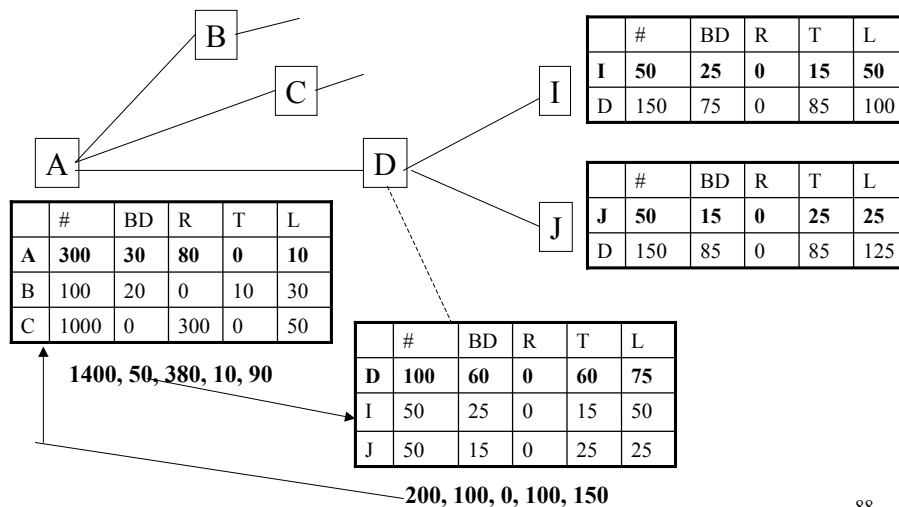 B
C
A
D
I
J
# BD R T L
I 50 25 0 15 50
D 150 75 0 85 100
# BD R T L
J 50 15 0 25 25
D 150 85 0 85 125
# BD R T L
A 300 30 80 0 10
B 100 20 0 10 30
C 1000 0 300 0 50
1400, 50, 380, 10, 90
# BD R T L
D 100 60 0 60 75
I 50 25 0 15 50
J 50 15 0 25 25
200, 100, 0, 100, 150
88